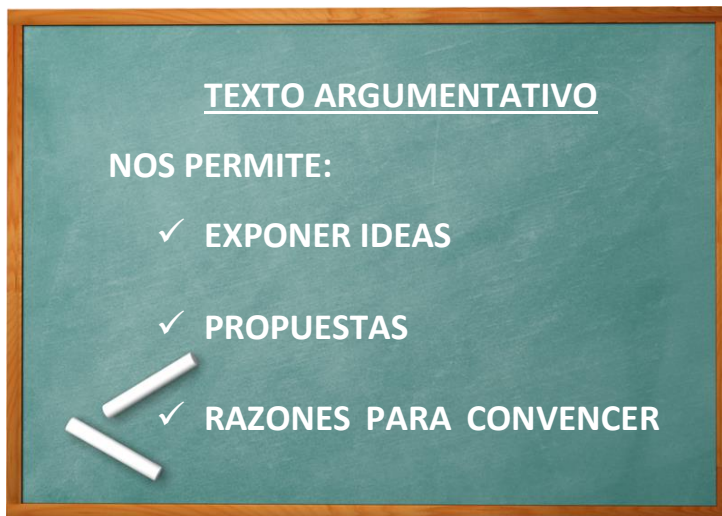 TEXTO ARGUMENTATIVO
NOS PERMITE:
✓ EXPONER IDEAS
✓ PROPUESTAS
✓ RAZONES PARA CONVENCER